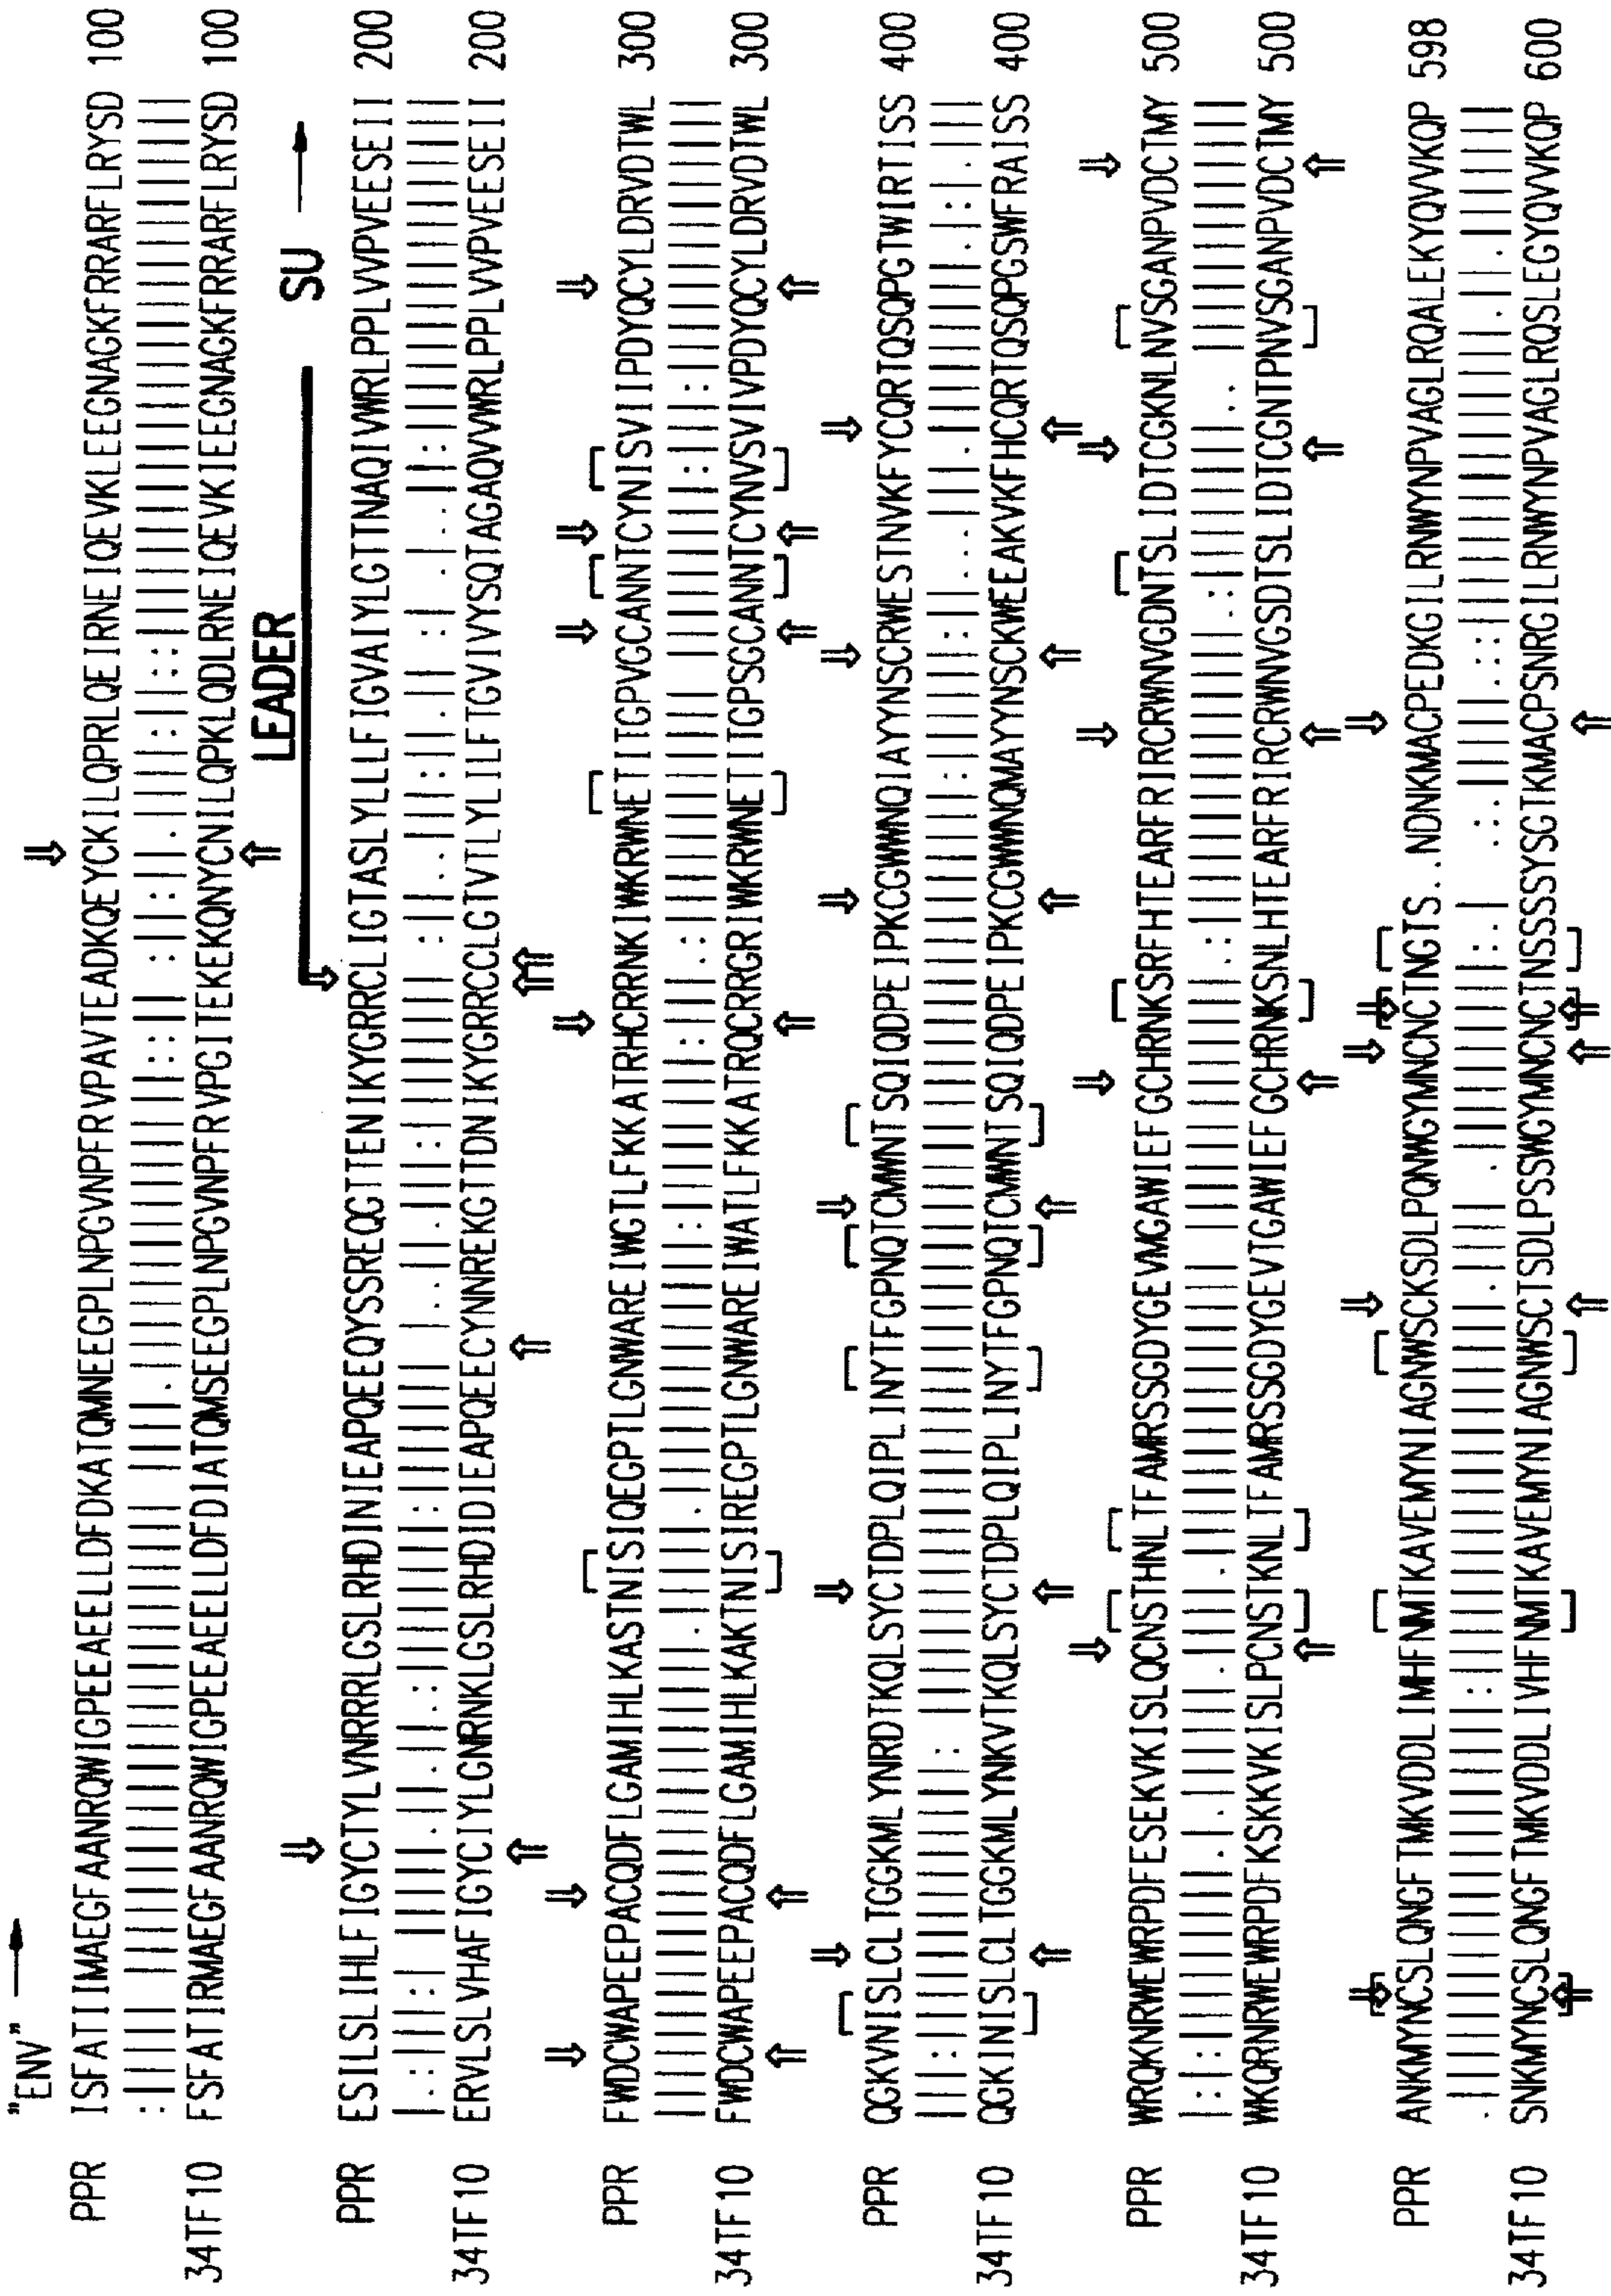 "ENV" →
PPR ISFATIIMAEGFAANRQWIGPEEAEELLDFDKATQMNEEGPLNPGVNPFRVPAVTEADKQEYCKILQPRLQEIRNEIQEVKLEEGNAGKFRRARFLRYSD 100
34TF10 FSFATIRMAEGFAANRQWIGPEEAEELLDFDIATQMSEEGPLNPGVNPFRVPGITEKEKQNYCNILQPKLQDLRNEIQEVKIEEGNAGKFRRARFLRYSD 100
LEADER SU →
PPR ESILSLIHLFIGYCTYLVNRRRLGSLRHDINIEAPQEEQYSSREQGTTENIKYGRRCLIGTASLYLLLFIGVAIYLGTTNAQIVWRLPPLVVPVEESEII 200
34TF10 ERVLSLVHAFIGYCIYLGNRNKLGSLRHDIDIEAPQEECYNNREKGTTDNIKYGRRCCLGTVTLYLILFTGVIVYSQTAGAQVVWRLPPLVVPVEESEII 200
PPR FWDCWAPEEPACQDFLGAMIHLKASTNISIQEGPTLGNWAREIWGTLFKKATRHCRRNKIWKRWNETITGPVGCANNTCYNISVIIPDYQCYLDRVDTWL 300
34TF10 FWDCWAPEEPACQDFLGAMIHLKAKTNISIREGPTLGNWAREIWATLFKKATRQCRRGRIWKRWNETITGPSGCANNTCYNVSVIVPDYQCYLDRVDTWL 300
PPR QGKVNISLCLTGGKMLYNRDTKQLSYCTDPLQIPLINYTFGPNQTCMWNTSQIQDPEIPKCGWWNQIAYYNSCRWESTNVKFYCQRTQSQPGTWIRTISS 400
34TF10 QGKINISLCLTGGKMLYNKVTKQLSYCTDPLQIPLINYTFGPNQTCMWNTSQIQDPEIPKCGWWNQMAYYNSCKWEEAKVKFHCQRTQSQPGSWFRAISS 400
PPR WRQKNRWEWRPDFESEKVKISLQCNSTHNLTFAMRSSGDYGEVMGAWIEFGCHRNKSRFHTEARFRIRCRWNVGDNTSLIDTCGKNLNVSGANPVDCTMY 500
34TF10 WKQRNRWEWRPDFKSKKVKISLPCNSTKNLTFAMRSSGDYGEVTGAWIEFGCHRNKSNLHTEARFRIRCRWNVGSDTSLIDTCGNTPNVSGANPVDCTMY 500
PPR ANKMYNCSLQNGFTMKVDDLIMHFNMTKAVEMYNIAGNWSCKSDLPQNWGYMNCNCTNGTS..NDNKMACPEDKGILRNWYNPVAGLRQALEKYQVVKQP 598
34TF10 SNKMYNCSLQNGFTMKVDDLIVHFNMTKAVEMYNIAGNWSCTSDLPSSWGYMNCNCTNSSSSYSGTKMACPSNRGILRNWYNPVAGLRQSLEGYQVVKQP 600